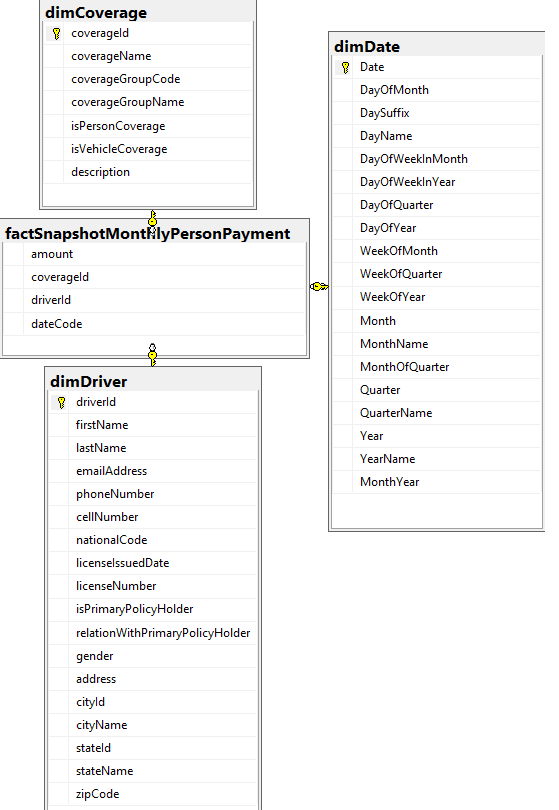 dimCoverage
coverageId
coverageName
coverageGroupCode
coverageGroupName
isPersonCoverage
isVehicleCoverage
description
factSnapshotMonthlyPersonPayment
amount
coverageId
driverId
dateCode
dimDriver
driverId
firstName
lastName
emailAddress
phoneNumber
cellNumber
nationalCode
licenseIssuedDate
licenseNumber
isPrimaryPolicyHolder
relationWithPrimaryPolicyHolder
gender
address
cityId
cityName
stateId
stateName
zipCode
dimDate
Date
DayOfMonth
DaySuffix
DayName
DayOfWeekInMonth
DayOfWeekInYear
DayOfQuarter
DayOfYear
WeekOfMonth
WeekOfQuarter
WeekOfYear
Month
MonthName
MonthOfQuarter
Quarter
QuarterName
Year
YearName
MonthYear